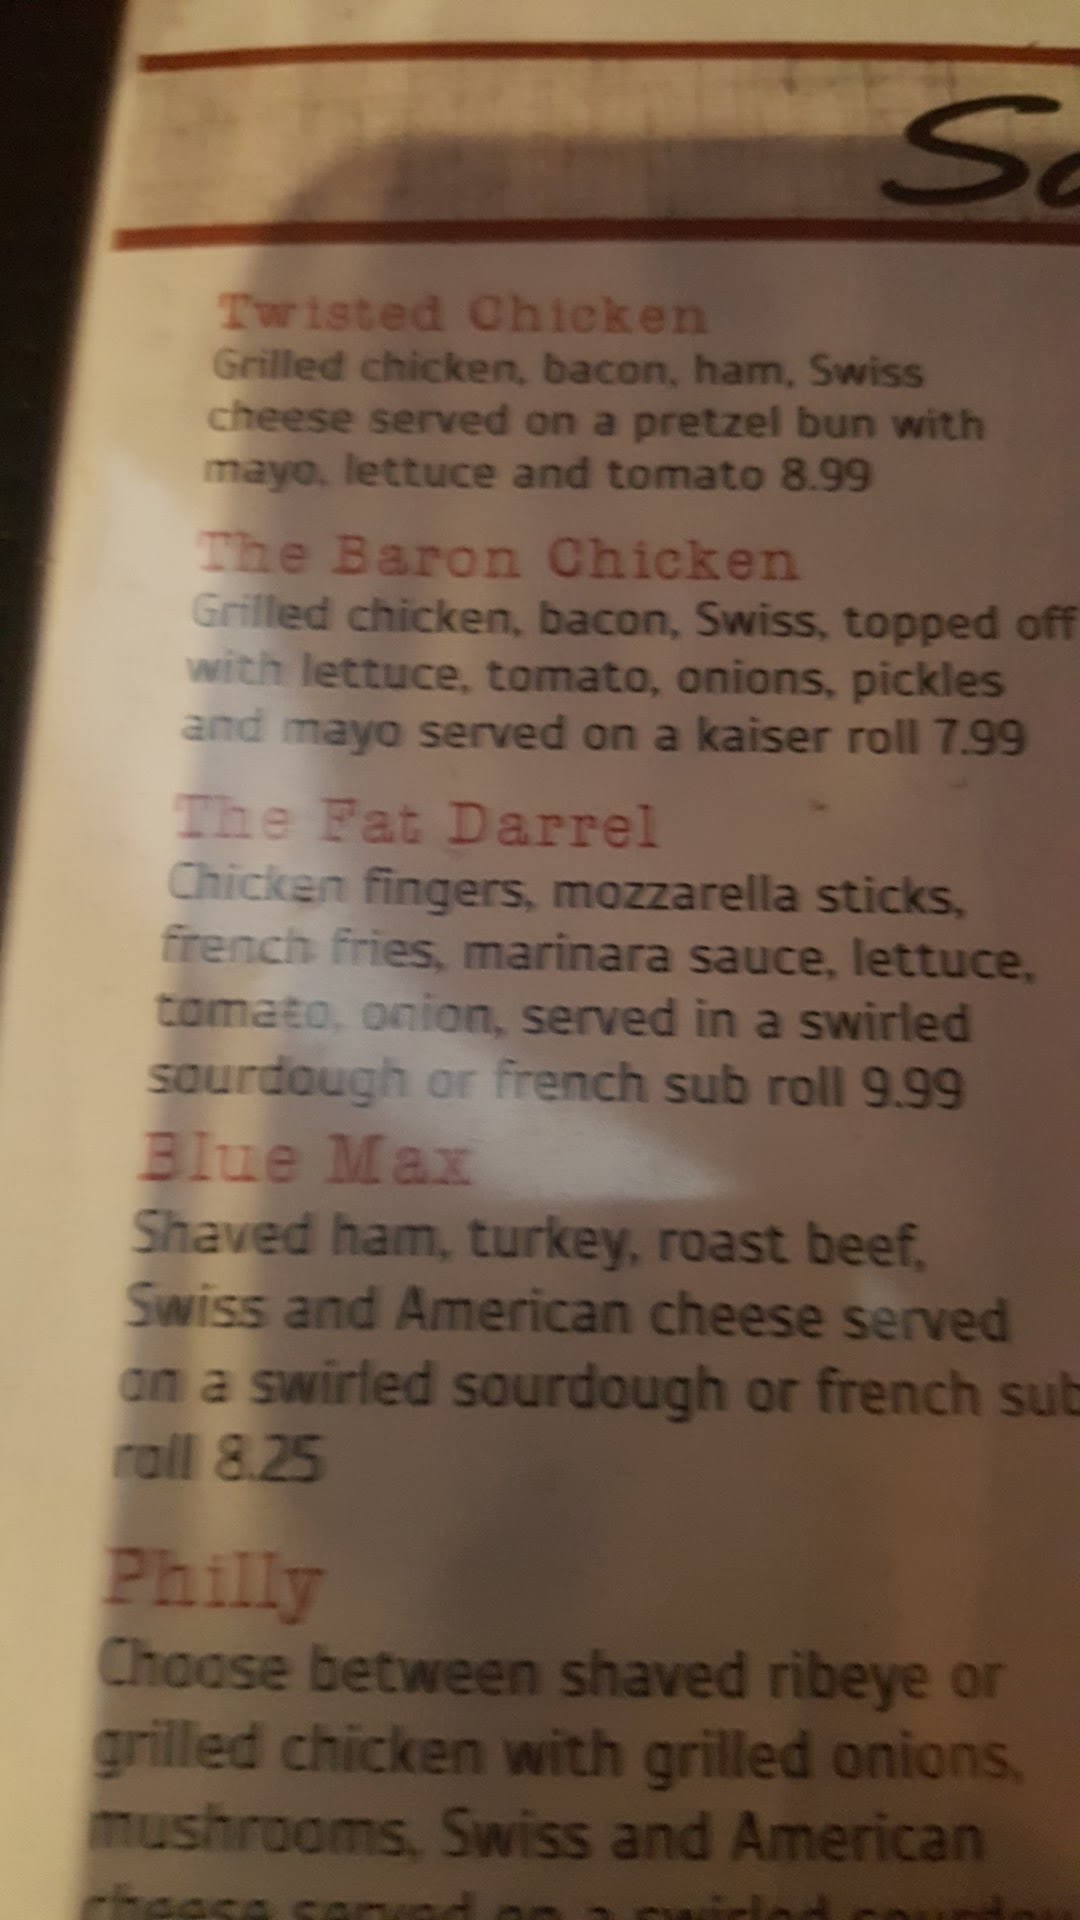 Sa
Twisted Chicken
Grilled chicken, bacon, ham, Swiss
cheese served on a pretzel bun with
mayo, lettuce and tomato 8.99
The Baron Chicken
Grilled chicken, bacon, Swiss, topped off
with lettuce, tomato, onions, pickles
and mayo served on a kaiser roll 7.99
The Fat Darrel
Chicken fingers, mozzarella sticks,
french fries, marinara sauce, lettuce,
tomato, onion, served in a swirled
sourdough or french sub roll 9.99
Blue Max
Shaved ham, turkey, roast beef,
Swiss and American cheese served
on a swirled sourdough or french sub
roll 8.25
Philly
Choose between shaved ribeye or
grilled chicken with grilled onions,
mushrooms, Swiss and American
cheese served on a swirled